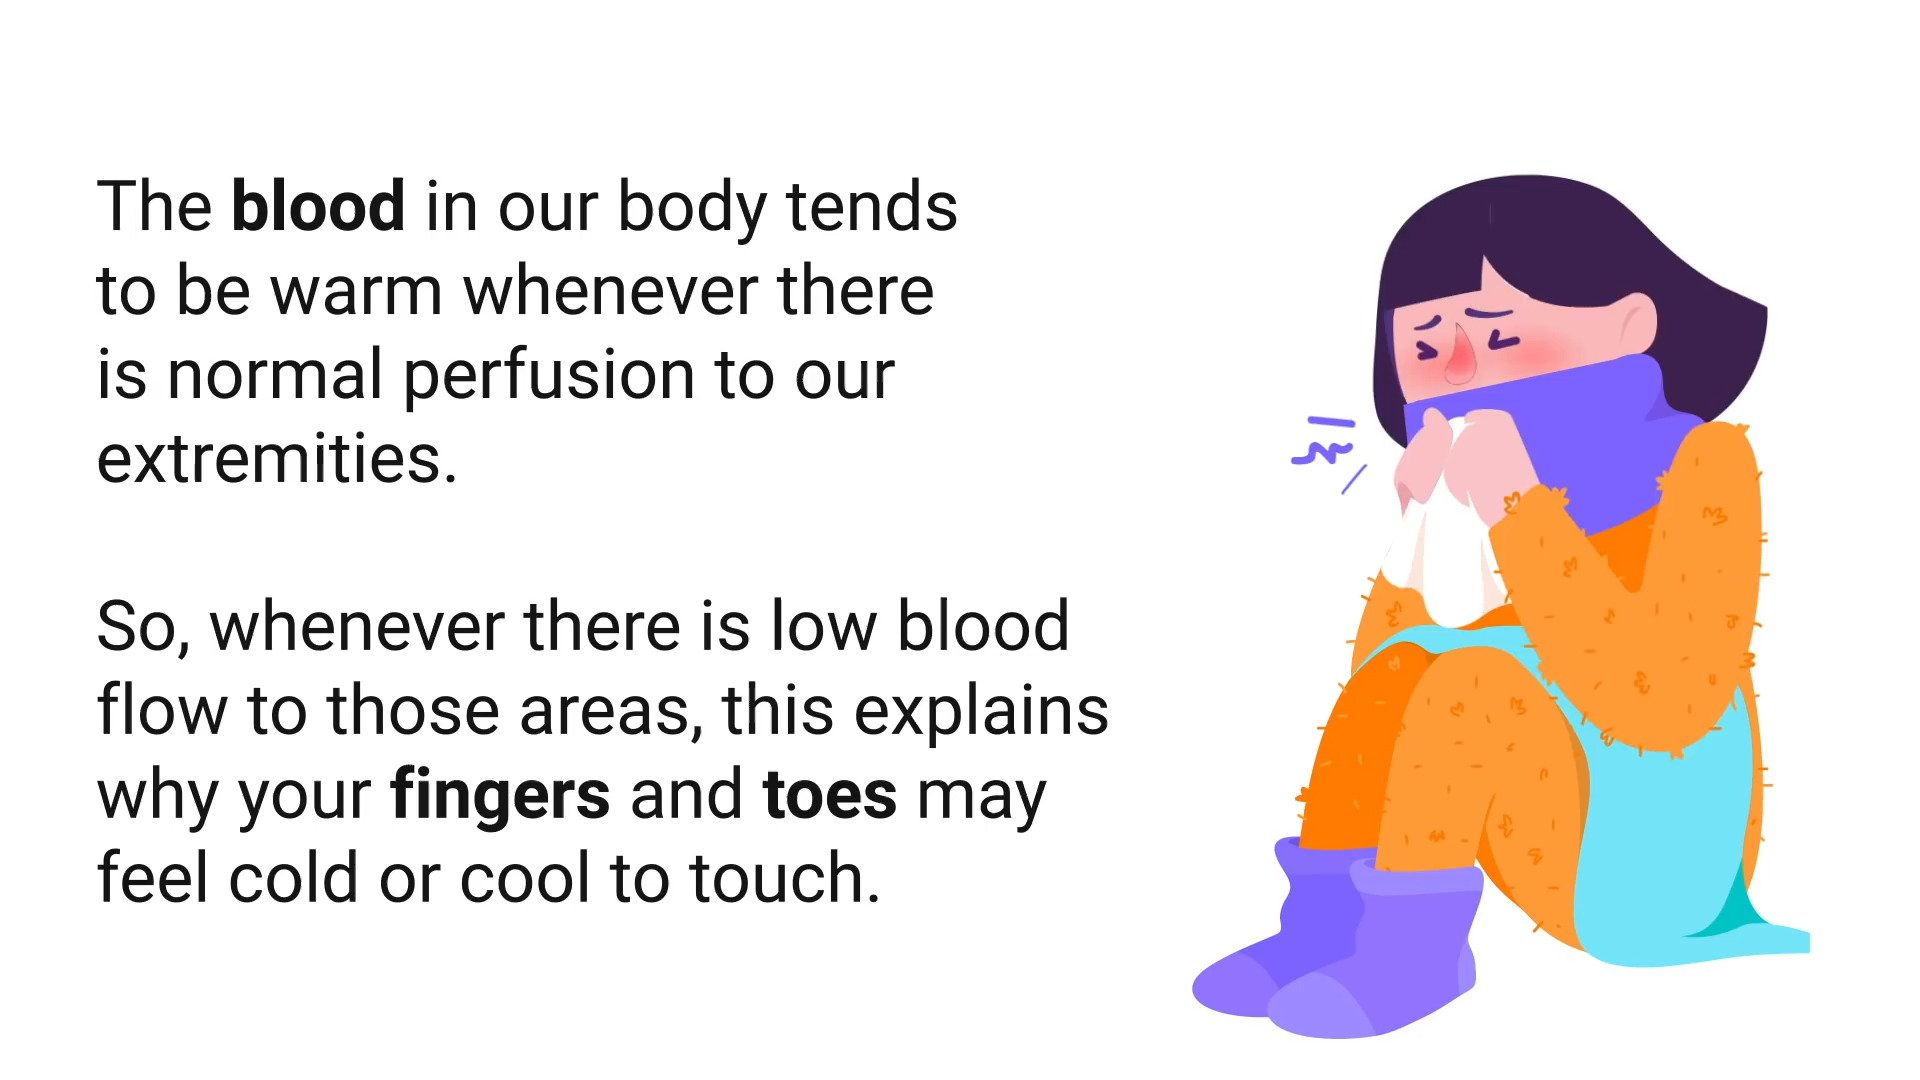 The blood in our body tends
to be warm whenever there
is normal perfusion to our
extremities.
So, whenever there is low blood
flow to those areas, this explains
why your fingers and toes may
feel cold or cool to touch.